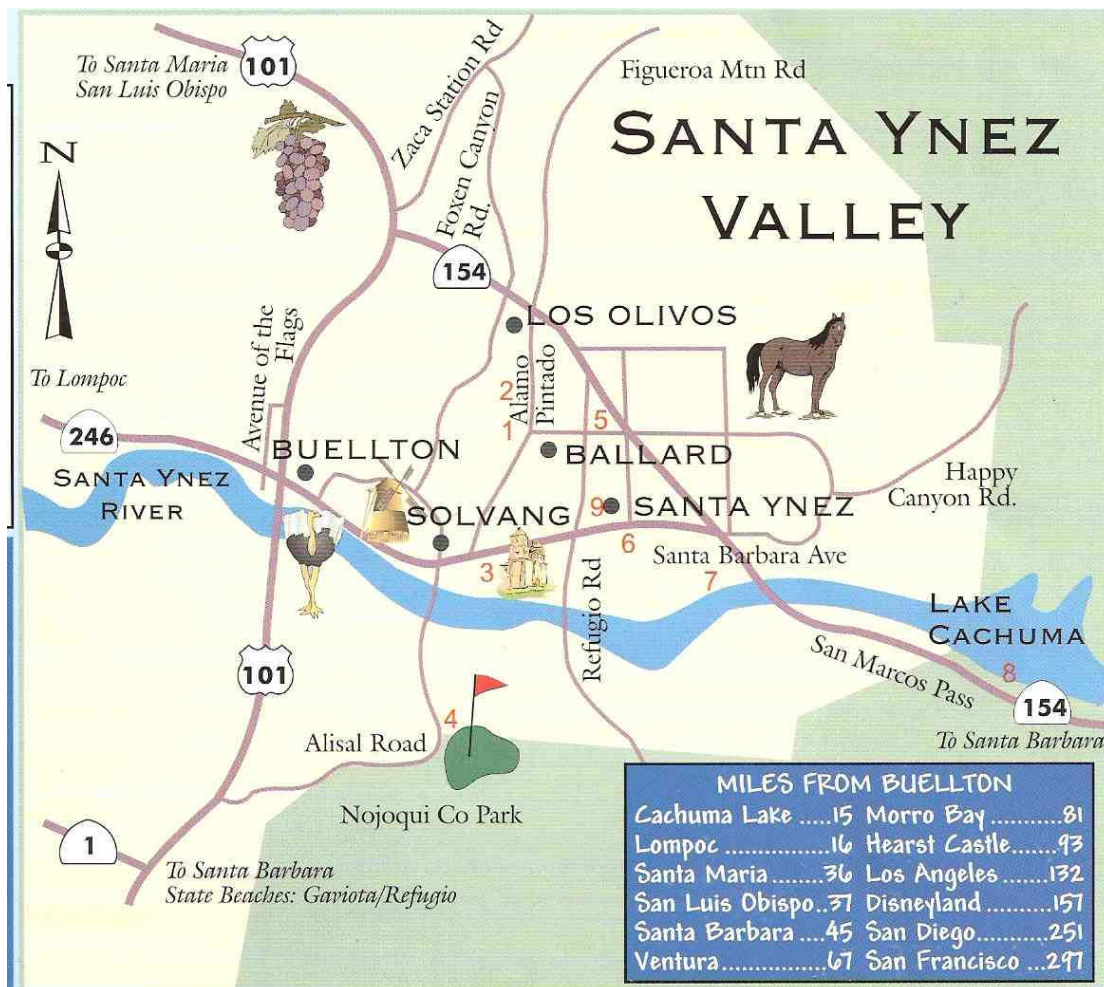 To Santa Maria
San Luis Obispo
101
Zaca Station Rd
Figueroa Mtn Rd
SANTA YNEZ
VALLEY
N
Foxen Canyon
Rd.
154
LOS OLIVOS
Avenue of the
Flags
To Lompoc
246
2
1
Alamo
Pintado
5
BUELLTON
BALLARD
SANTA YNEZ
RIVER
Happy
Canyon Rd.
SOLVANG
9
SANTA YNEZ
6
Santa Barbara Ave
3
7
Refugio Rd
LAKE
CACHUMA
8
San Marcos Pass
101
154
To Santa Barbara
4
Alisal Road
Nojoqui Co Park
1
To Santa Barbara
State Beaches: Gaviota/Refugio
MILES FROM BUELLTON
Cachuma Lake .....15 Morro Bay ...........81
Lompoc ................16 Hearst Castle.......93
Santa Maria ..........36 Los Angeles ........132
San Luis Obispo..37 Disneyland ..........157
Santa Barbara ....45 San Diego...........251
Ventura................67 San Francisco ...297